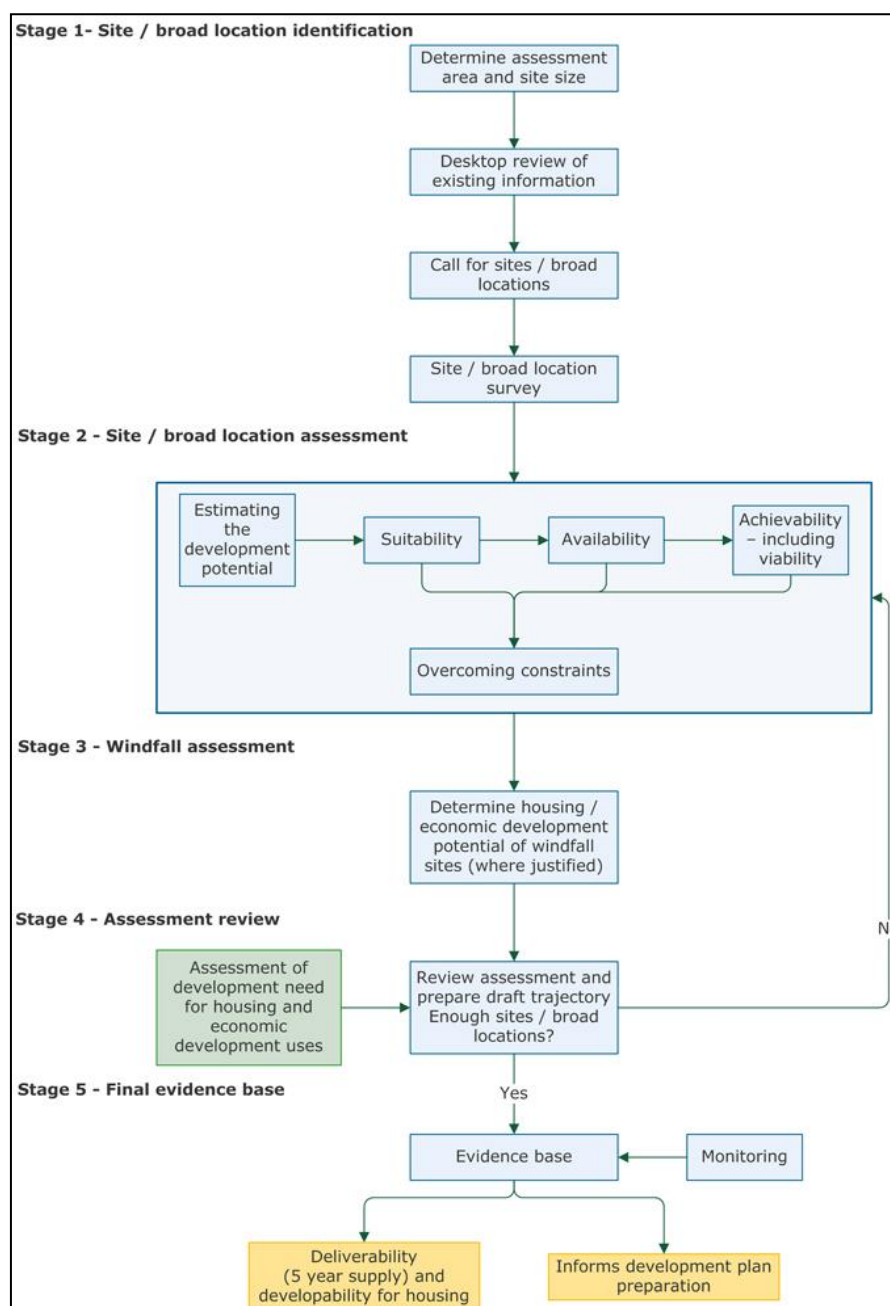 Stage 1- Site / broad location identification
Determine assessment
area and site size
Desktop review of
existing information
Call for sites / broad
locations
Site / broad location
survey
Stage 2 - Site / broad location assessment
Estimating
the
development
potential
Suitability
Availability
Achievability
– including
viability
Overcoming constraints
Stage 3 - Windfall assessment
Determine housing /
economic development
potential of windfall
sites (where justified)
Stage 4 - Assessment review
N
Assessment of
development need
for housing and
economic
development uses
Review assessment and
prepare draft trajectory
Enough sites / broad
locations?
Stage 5 - Final evidence base
Yes
Evidence base
Monitoring
Deliverability
(5 year supply) and
developability for housing
Informs development plan
preparation